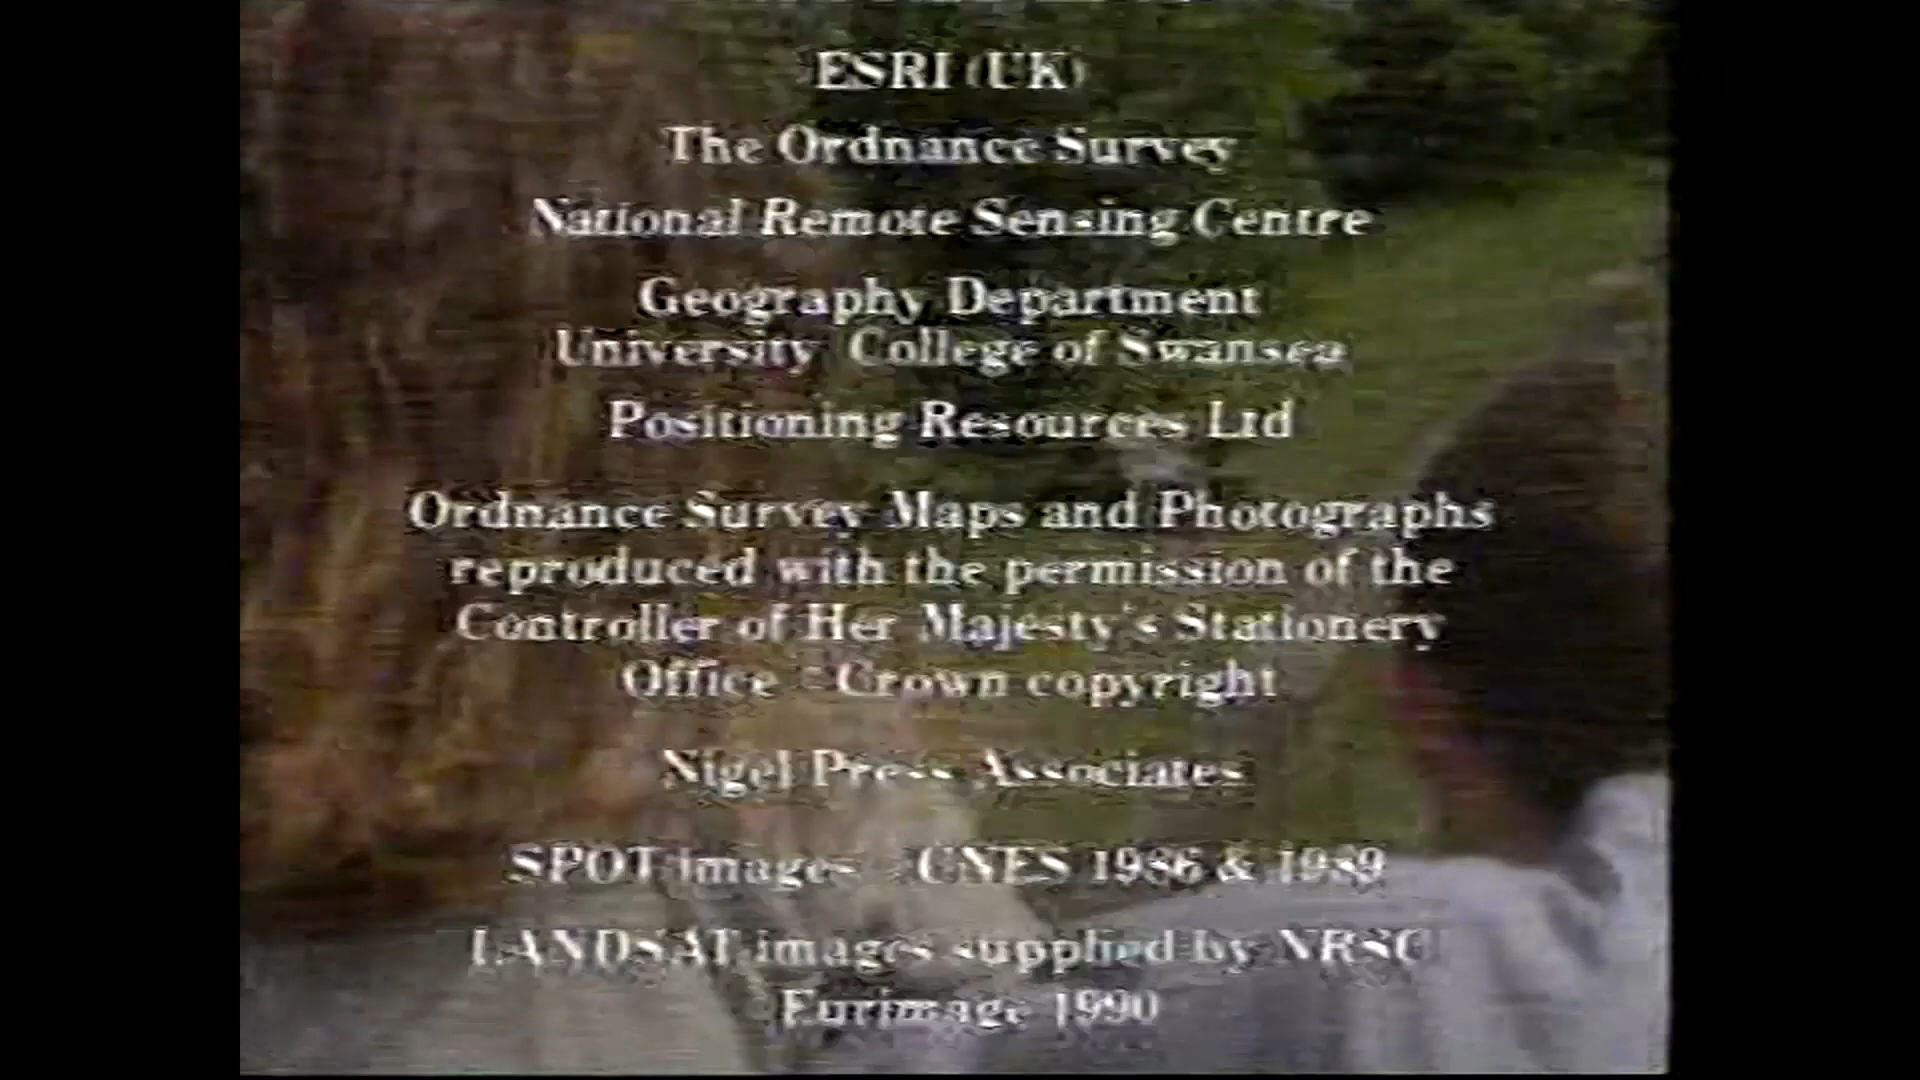 ESRI (UK)
The Ordnance Survey
National Remote Sensing Centre
Geography Department
University College of Swansea
Positioning Resources Ltd
Ordnance Survey Maps and Photographs
reproduced with the permission of the
Controller of Her Majesty's Stationery
Office Crown copyright
Nigel Press Associates
SPOT images CNES 1986 & 1989
LANDSAT images supplied by NRSC
Eurimage 1990